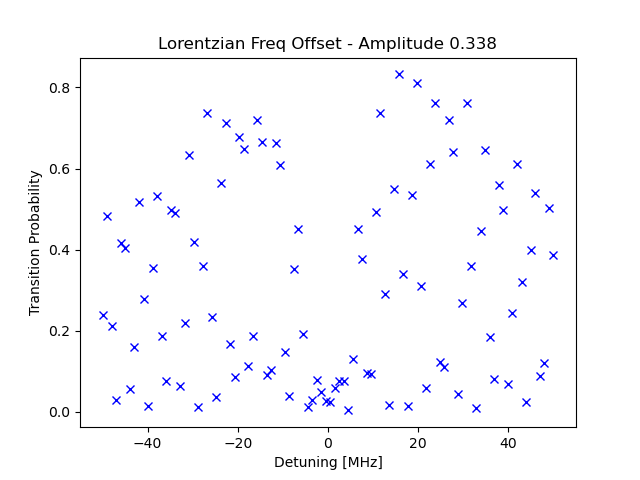 Lorentzian Freq Offset - Amplitude 0.338
Transition Probability
0.8
0.6
0.4
0.2
0.0
−40 −20 0 20 40
Detuning [MHz]